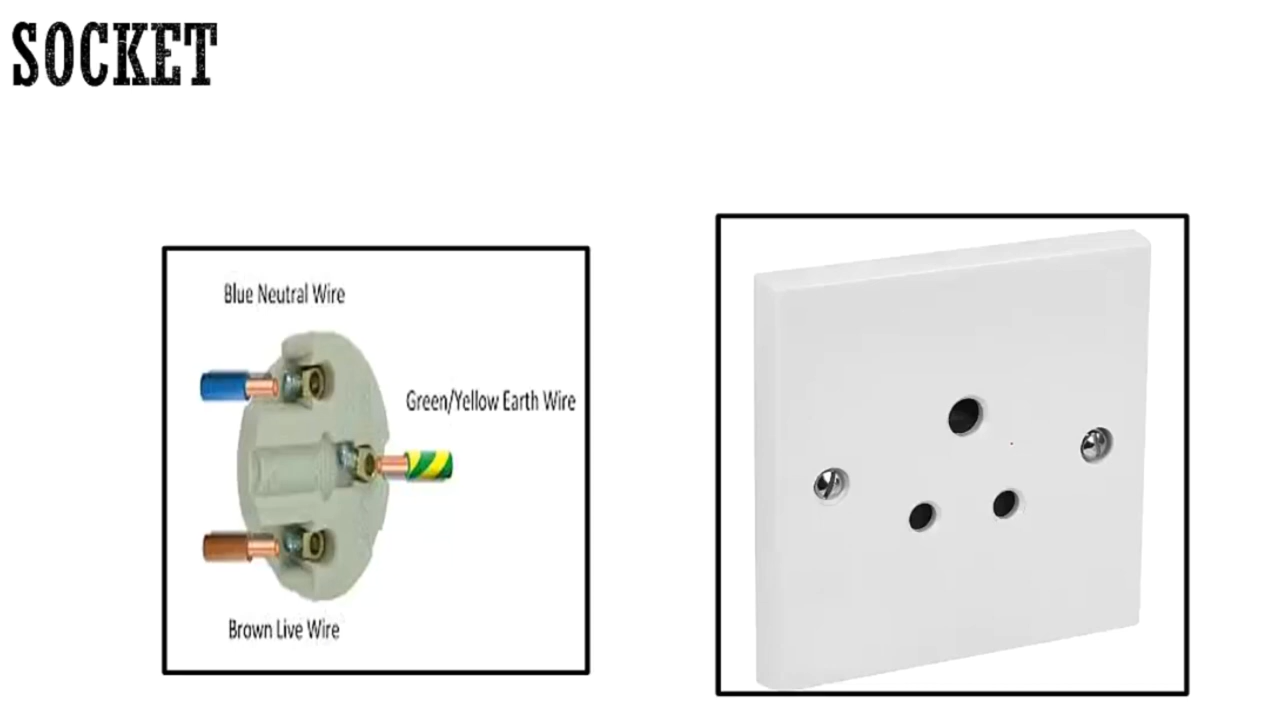 SOCKET
Blue Neutral Wire
Green/Yellow Earth Wire
Brown Live Wire